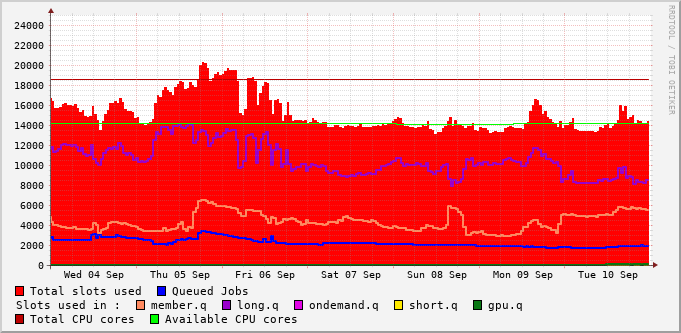 24000
22000
20000
18000
16000
14000
12000
10000
8000
6000
4000
2000
0
Wed 04 Sep Thu 05 Sep Fri 06 Sep Sat 07 Sep Sun 08 Sep Mon 09 Sep Tue 10 Sep
Total slots used Queued Jobs
Slots used in : member.q long.q ondemand.q short.q gpu.q
Total CPU cores Available CPU cores
RRDTOOL / TOBI OETIKER